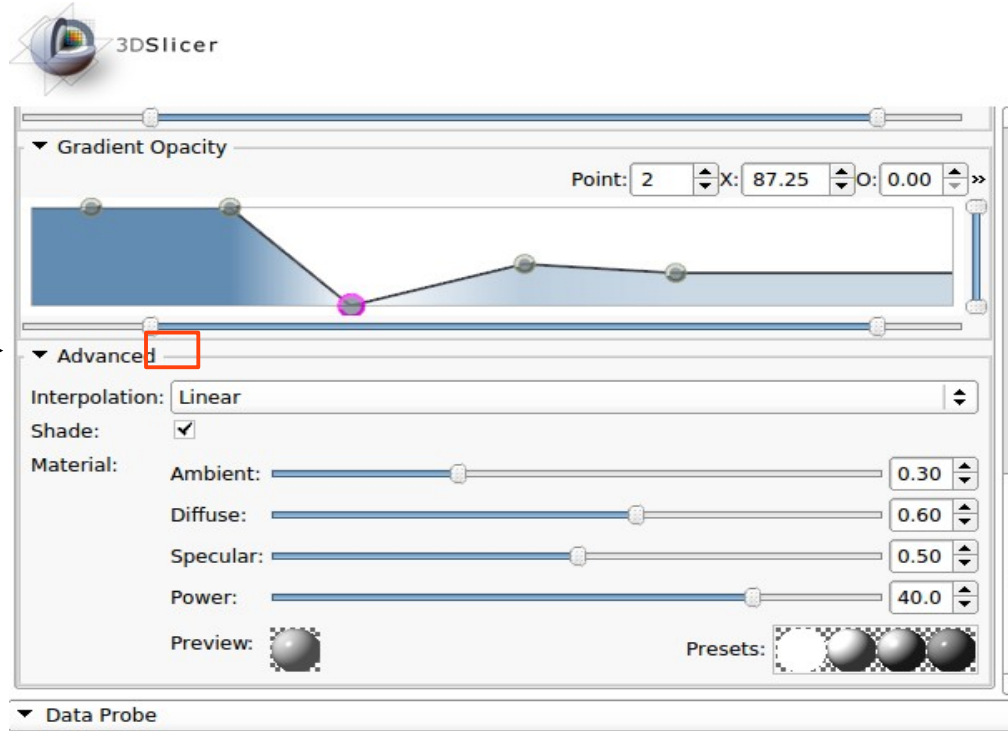 3DSlicer
Gradient Opacity
Point: 2 X: 87.25 O: 0.00 »
Advanced
Interpolation: Linear
Shade:
Material:
Ambient: 0.30
Diffuse: 0.60
Specular: 0.50
Power: 40.0
Preview: Presets:
Data Probe